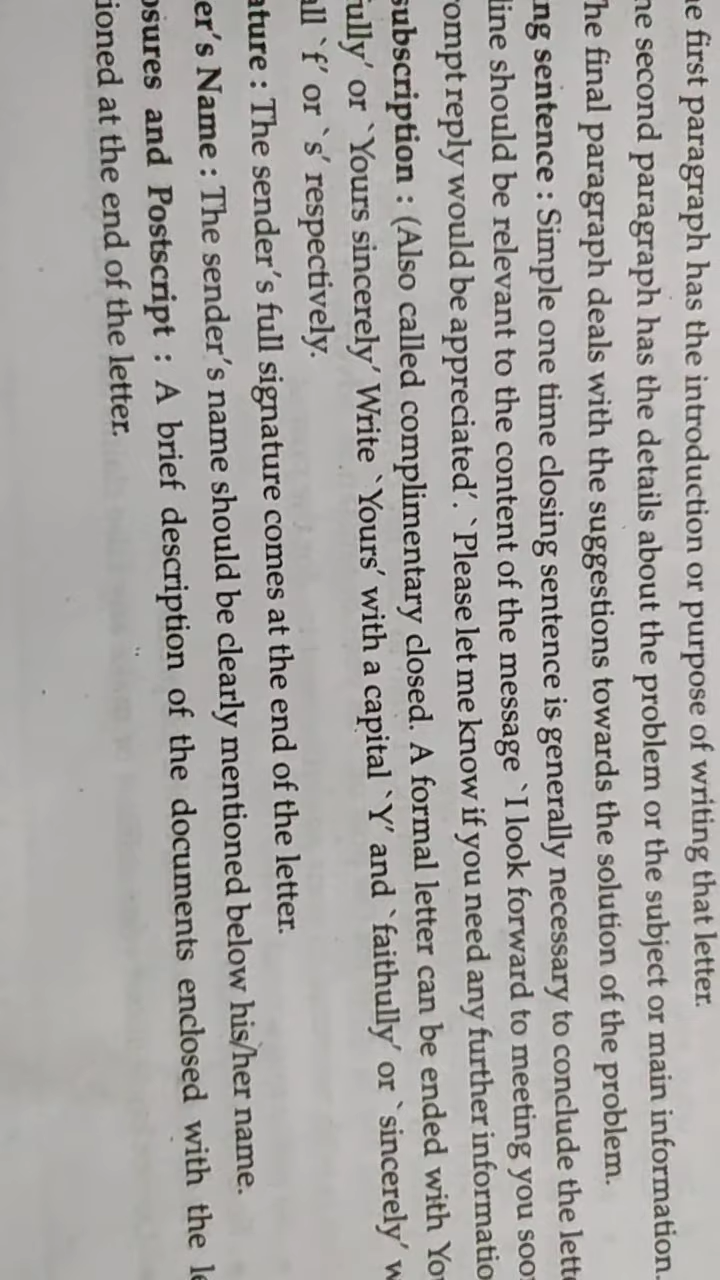 e first paragraph has the introduction or purpose of writing that letter.
ne second paragraph has the details about the problem or the subject or main information.
The final paragraph deals with the suggestions towards the solution of the problem.
ng sentence : Simple one time closing sentence is generally necessary to conclude the lett
line should be relevant to the content of the message `I look forward to meeting you soo
ompt reply would be appreciated'. `Please let me know if you need any further informatio
subscription : (Also called complimentary closed. A formal letter can be ended with You
fully' or `Yours sincerely' Write `Yours' with a capital `Y' and `faithully' or `sincerely' w
all `f' or `s' respectively.
ature : The sender's full signature comes at the end of the letter.
er's Name : The sender's name should be clearly mentioned below his/her name.
osures and Postscript : A brief description of the documents enclosed with the le
ioned at the end of the letter.